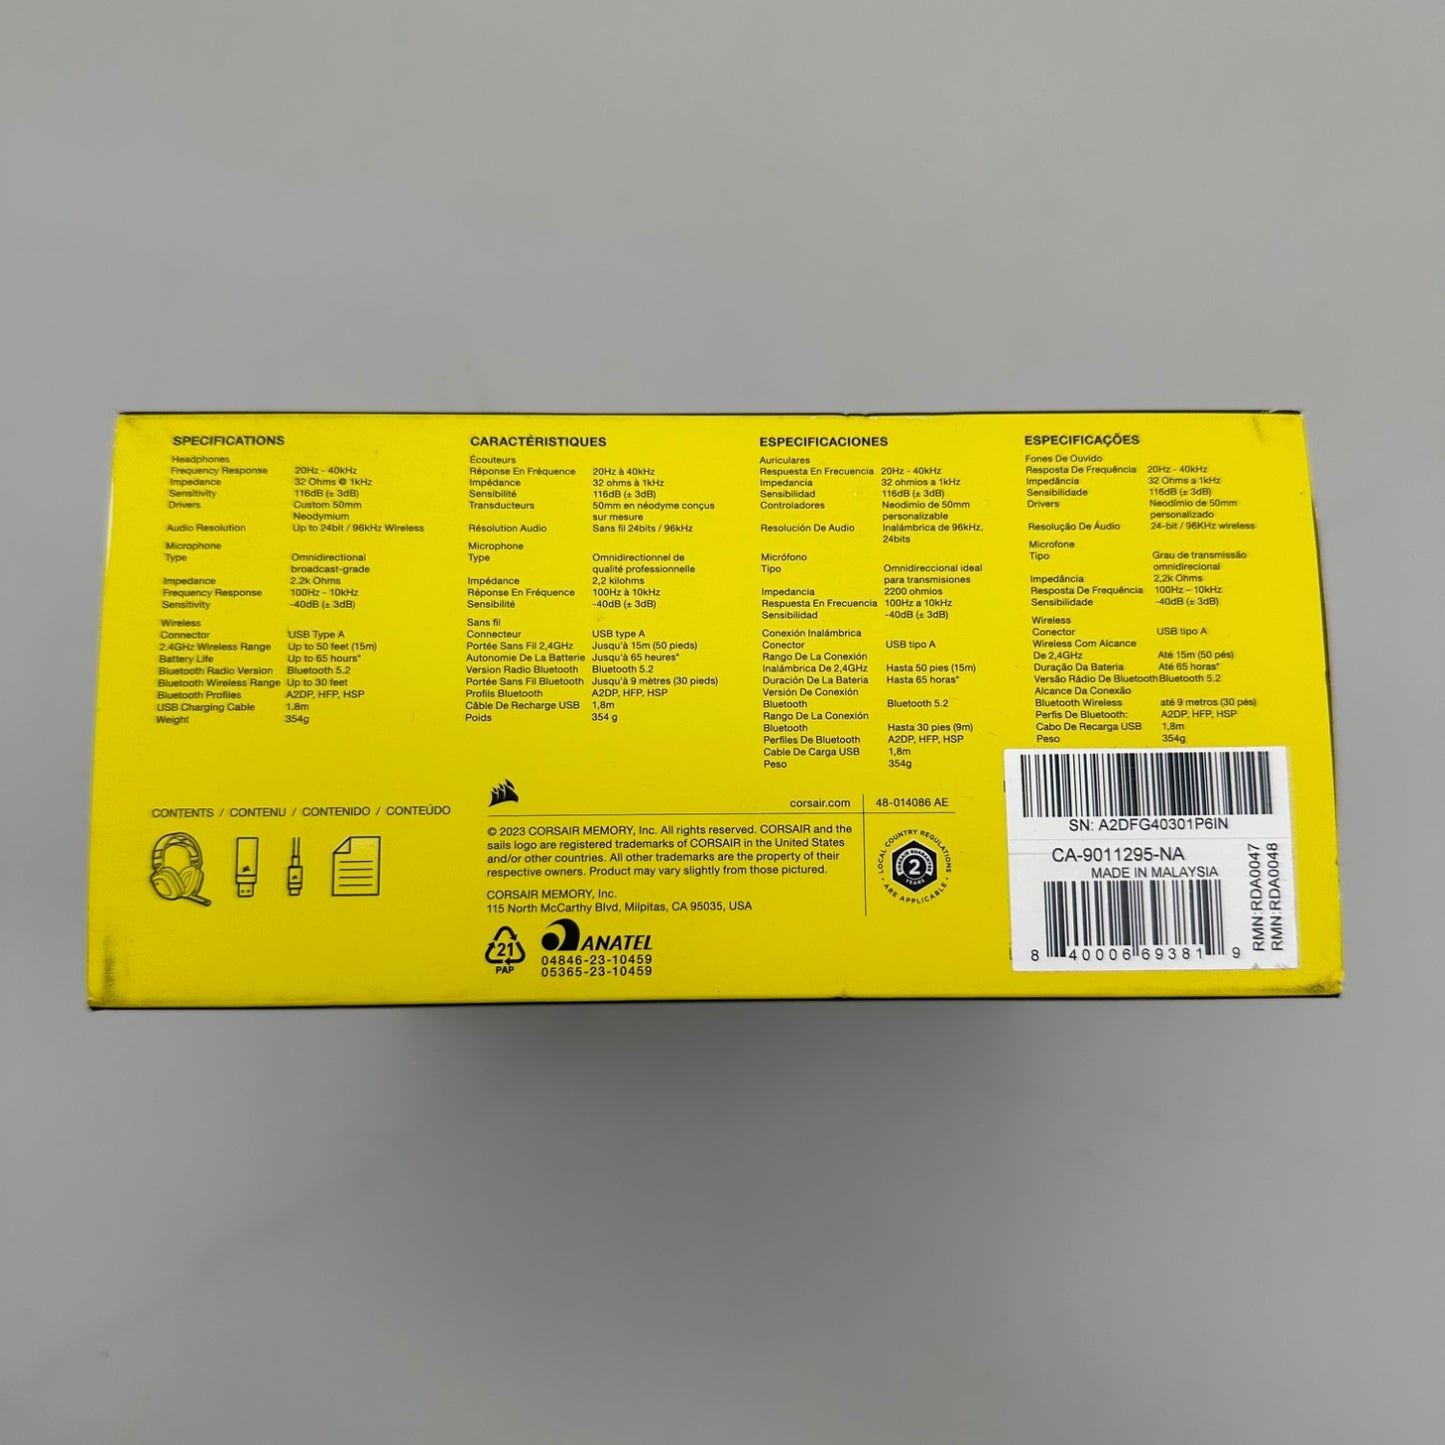 SPECIFICATIONS
Headphones
Frequency Response 20Hz - 40kHz
Impedance 32 Ohms @ 1kHz
Sensitivity 116dB (± 3dB)
Drivers Custom 50mm
Neodymium
Audio Resolution Up to 24bit / 96kHz Wireless
Microphone
Type Omnidirectional
broadcast-grade
Impedance 2.2k Ohms
Frequency Response 100Hz - 10kHz
Sensitivity -40dB (± 3dB)
Wireless
Connector USB Type A
2.4GHz Wireless Range Up to 50 feet (15m)
Battery Life Up to 65 hours*
Bluetooth Radio Version Bluetooth 5.2
Bluetooth Wireless Range Up to 30 feet
Bluetooth Profiles A2DP, HFP, HSP
USB Charging Cable 1.8m
Weight 354g
CARACTÉRISTIQUES
Écouteurs
Réponse En Fréquence 20Hz à 40kHz
Impédance 32 ohms à 1kHz
Sensibilité 116dB (± 3dB)
Transducteurs 50mm en néodyme conçus
sur mesure
Résolution Audio Sans fil 24bits / 96kHz
Microphone
Type Omnidirectionnel de
qualité professionnelle
Impédance 2,2 kilohms
Réponse En Fréquence 100Hz à 10kHz
Sensibilité -40dB (± 3dB)
Sans fil
Connecteur USB type A
Portée Sans Fil 2,4GHz Jusqu'à 15m (50 pieds)
Autonomie De La Batterie Jusqu'à 65 heures*
Version Radio Bluetooth Bluetooth 5.2
Portée Sans Fil Bluetooth Jusqu'à 9 mètres (30 pieds)
Profils Bluetooth A2DP, HFP, HSP
Câble De Recharge USB 1,8m
Poids 354 g
ESPECIFICACIONES
Auriculares
Respuesta En Frecuencia 20Hz - 40kHz
Impedancia 32 ohmios a 1kHz
Sensibilidad 116dB (± 3dB)
Controladores Neodimio de 50mm
personalizable
Resolución De Audio Inalámbrica de 96kHz,
24bits
Micrófono
Tipo Omnidireccional ideal
para transmisiones
Impedancia 2200 ohmios
Respuesta En Frecuencia 100Hz a 10kHz
Sensibilidad -40dB (± 3dB)
Conexión Inalámbrica
Conector USB tipo A
Rango De La Conexión
Inalámbrica De 2,4GHz Hasta 50 pies (15m)
Duración De La Batería Hasta 65 horas*
Versión De Conexión
Bluetooth Bluetooth 5.2
Rango De La Conexión
Bluetooth Hasta 30 pies (9m)
Perfiles De Bluetooth A2DP, HFP, HSP
Cable De Carga USB 1,8m
Peso 354g
ESPECIFICAÇÕES
Fones De Ouvido
Resposta De Frequência 20Hz - 40kHz
Impedância 32 Ohms a 1kHz
Sensibilidade 116dB (± 3dB)
Drivers Neodímio de 50mm
personalizado
Resolução De Áudio 24-bit / 96KHz wireless
Microfone
Tipo Grau de transmissão
omnidirecional
Impedância 2,2k Ohms
Resposta De Frequência 100Hz – 10kHz
Sensibilidade -40dB (± 3dB)
Wireless
Conector USB tipo A
Wireless Com Alcance
De 2,4GHz Até 15m (50 pés)
Duração Da Bateria Até 65 horas*
Versão Rádio De Bluetooth Bluetooth 5.2
Alcance Da Conexão
Bluetooth Wireless até 9 metros (30 pés)
Perfis De Bluetooth: A2DP, HFP, HSP
Cabo De Recarga USB 1,8m
Peso 354g
CONTENTS / CONTENU / CONTENIDO / CONTEÚDO
corsair.com 48-014086 AE
© 2023 CORSAIR MEMORY, Inc. All rights reserved. CORSAIR and the
sails logo are registered trademarks of CORSAIR in the United States
and/or other countries. All other trademarks are the property of their
respective owners. Product may vary slightly from those pictured.
CORSAIR MEMORY, Inc.
115 North McCarthy Blvd, Milpitas, CA 95035, USA
21
PAP
ANATEL
04846-23-10459
05365-23-10459
LOCAL COUNTRY REGULATIONS
CORSAIR GUARANTEE
2
YEARS
ARE APPLICABLE
SN: A2DFG40301P6IN
CA-9011295-NA
MADE IN MALAYSIA
8 40006 69381 9
RMN:RDA0047
RMN:RDA0048